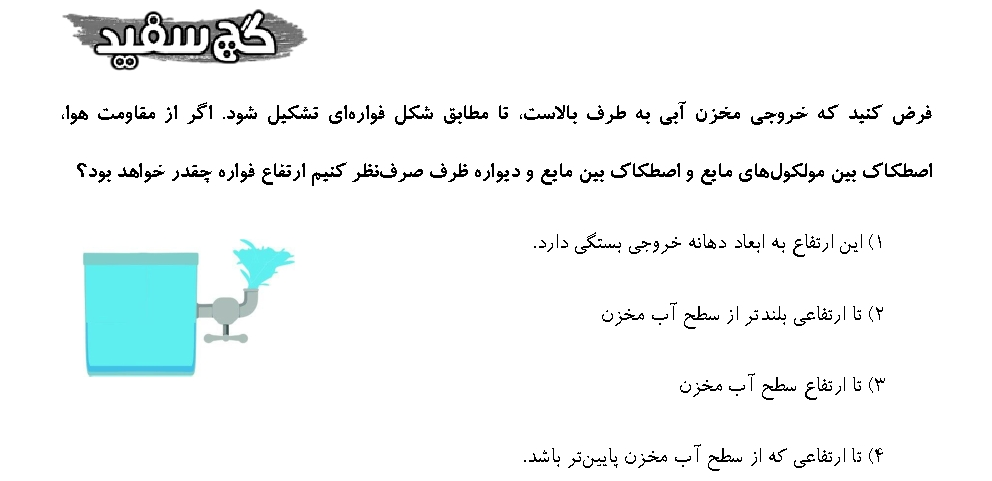 گچ سفید
فرض کنید که خروجی مخزن آبی به طرف بالاست، تا مطابق شکل فواره‌ای تشکیل شود. اگر از مقاومت هوا،
اصطکاک بین مولکول‌های مایع و اصطکاک بین مایع و دیواره ظرف صرف‌نظر کنیم ارتفاع فواره چقدر خواهد بود؟
۱) این ارتفاع به ابعاد دهانه خروجی بستگی دارد.
۲) تا ارتفاعی بلندتر از سطح آب مخزن
۳) تا ارتفاع سطح آب مخزن
۴) تا ارتفاعی که از سطح آب مخزن پایین‌تر باشد.